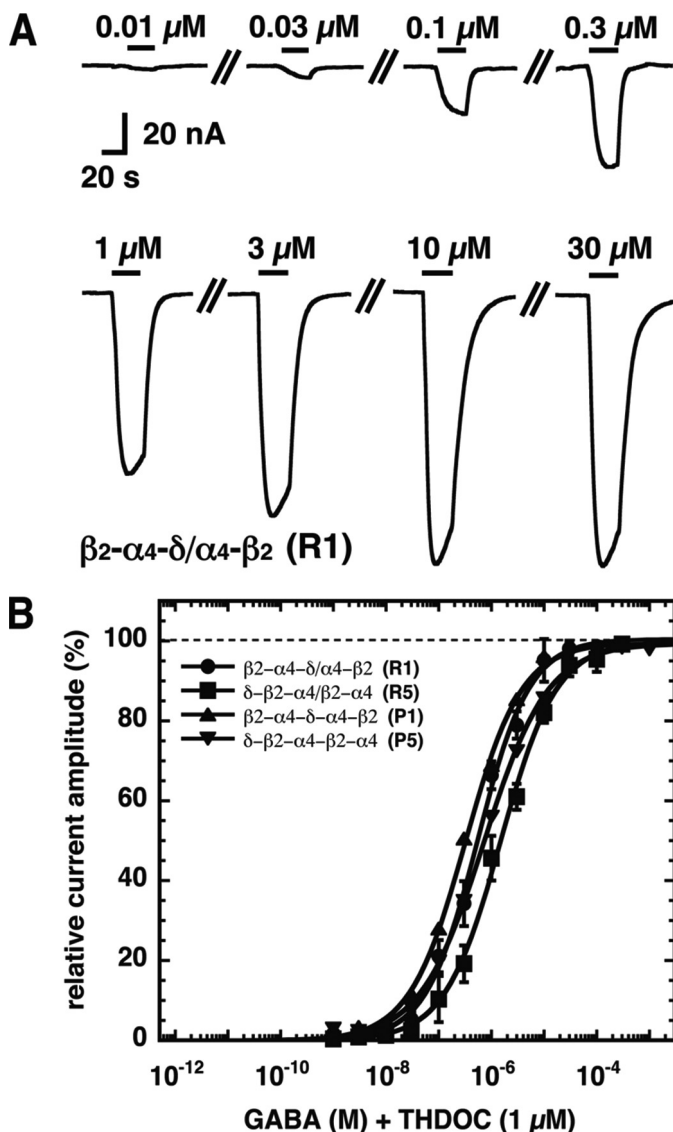 A
0.01 µM 0.03 µM 0.1 µM 0.3 µM
20 nA
20 s
1 µM 3 µM 10 µM 30 µM
β2-α4-δ/α4-β2 (R1)
B
100
80
60
40
20
0
relative current amplitude (%)
β2-α4-δ/α4-β2 (R1)
δ-β2-α4/β2-α4 (R5)
β2-α4-δ-α4-β2 (P1)
δ-β2-α4-β2-α4 (P5)
10⁻¹² 10⁻¹⁰ 10⁻⁸ 10⁻⁶ 10⁻⁴
GABA (M) + THDOC (1 µM)